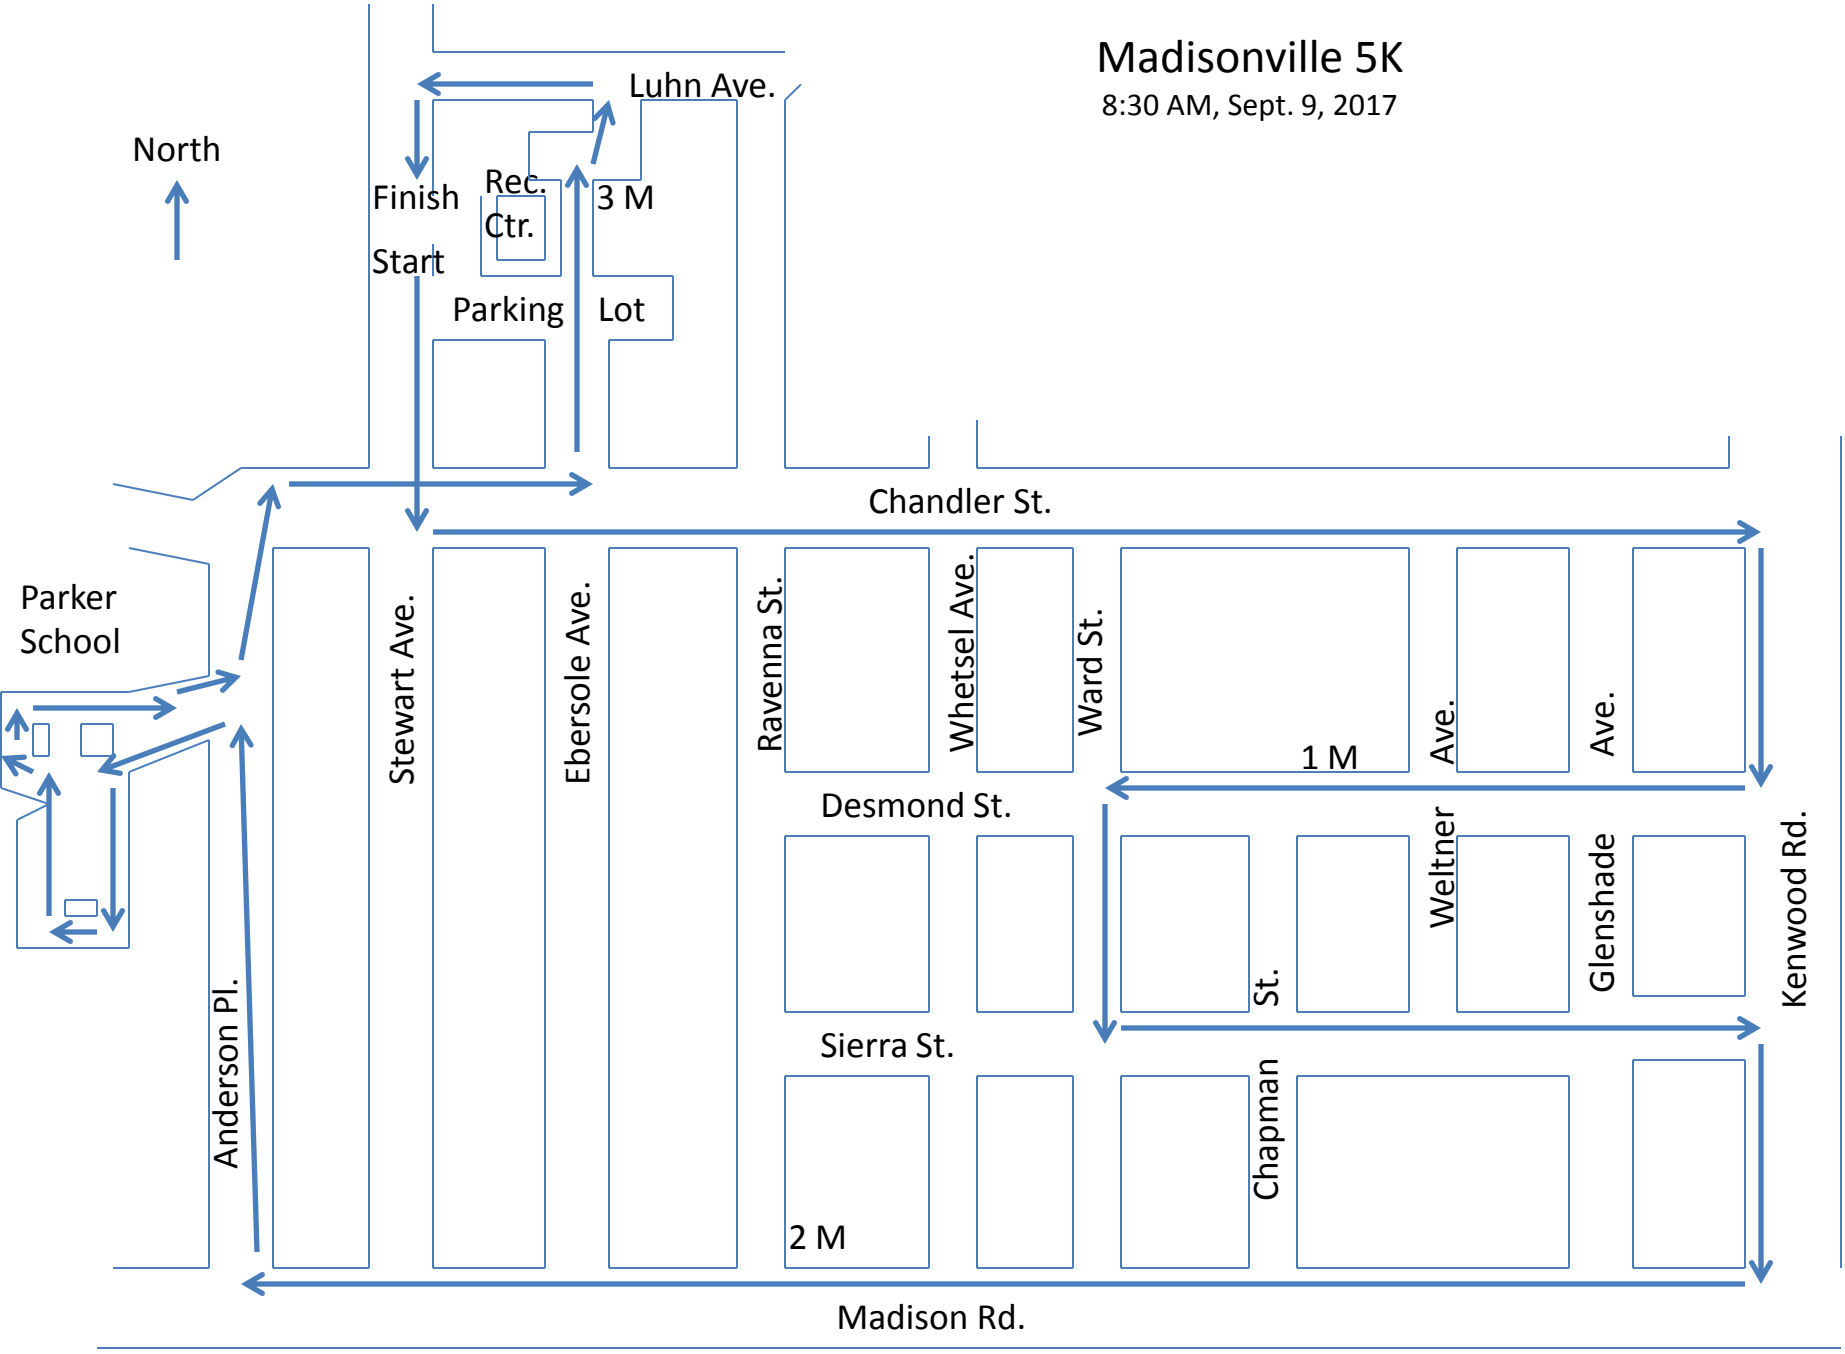 Madisonville 5K
8:30 AM, Sept. 9, 2017
Luhn Ave.
North
Finish
Rec.
Ctr.
3 M
Start
Parking Lot
Chandler St.
Parker
School
Stewart Ave.
Ebersole Ave.
Ravenna St.
Whetsel Ave.
Ward St.
1 M
Weltner Ave.
Glenshade Ave.
Desmond St.
Kenwood Rd.
Anderson Pl.
Sierra St.
Chapman St.
2 M
Madison Rd.